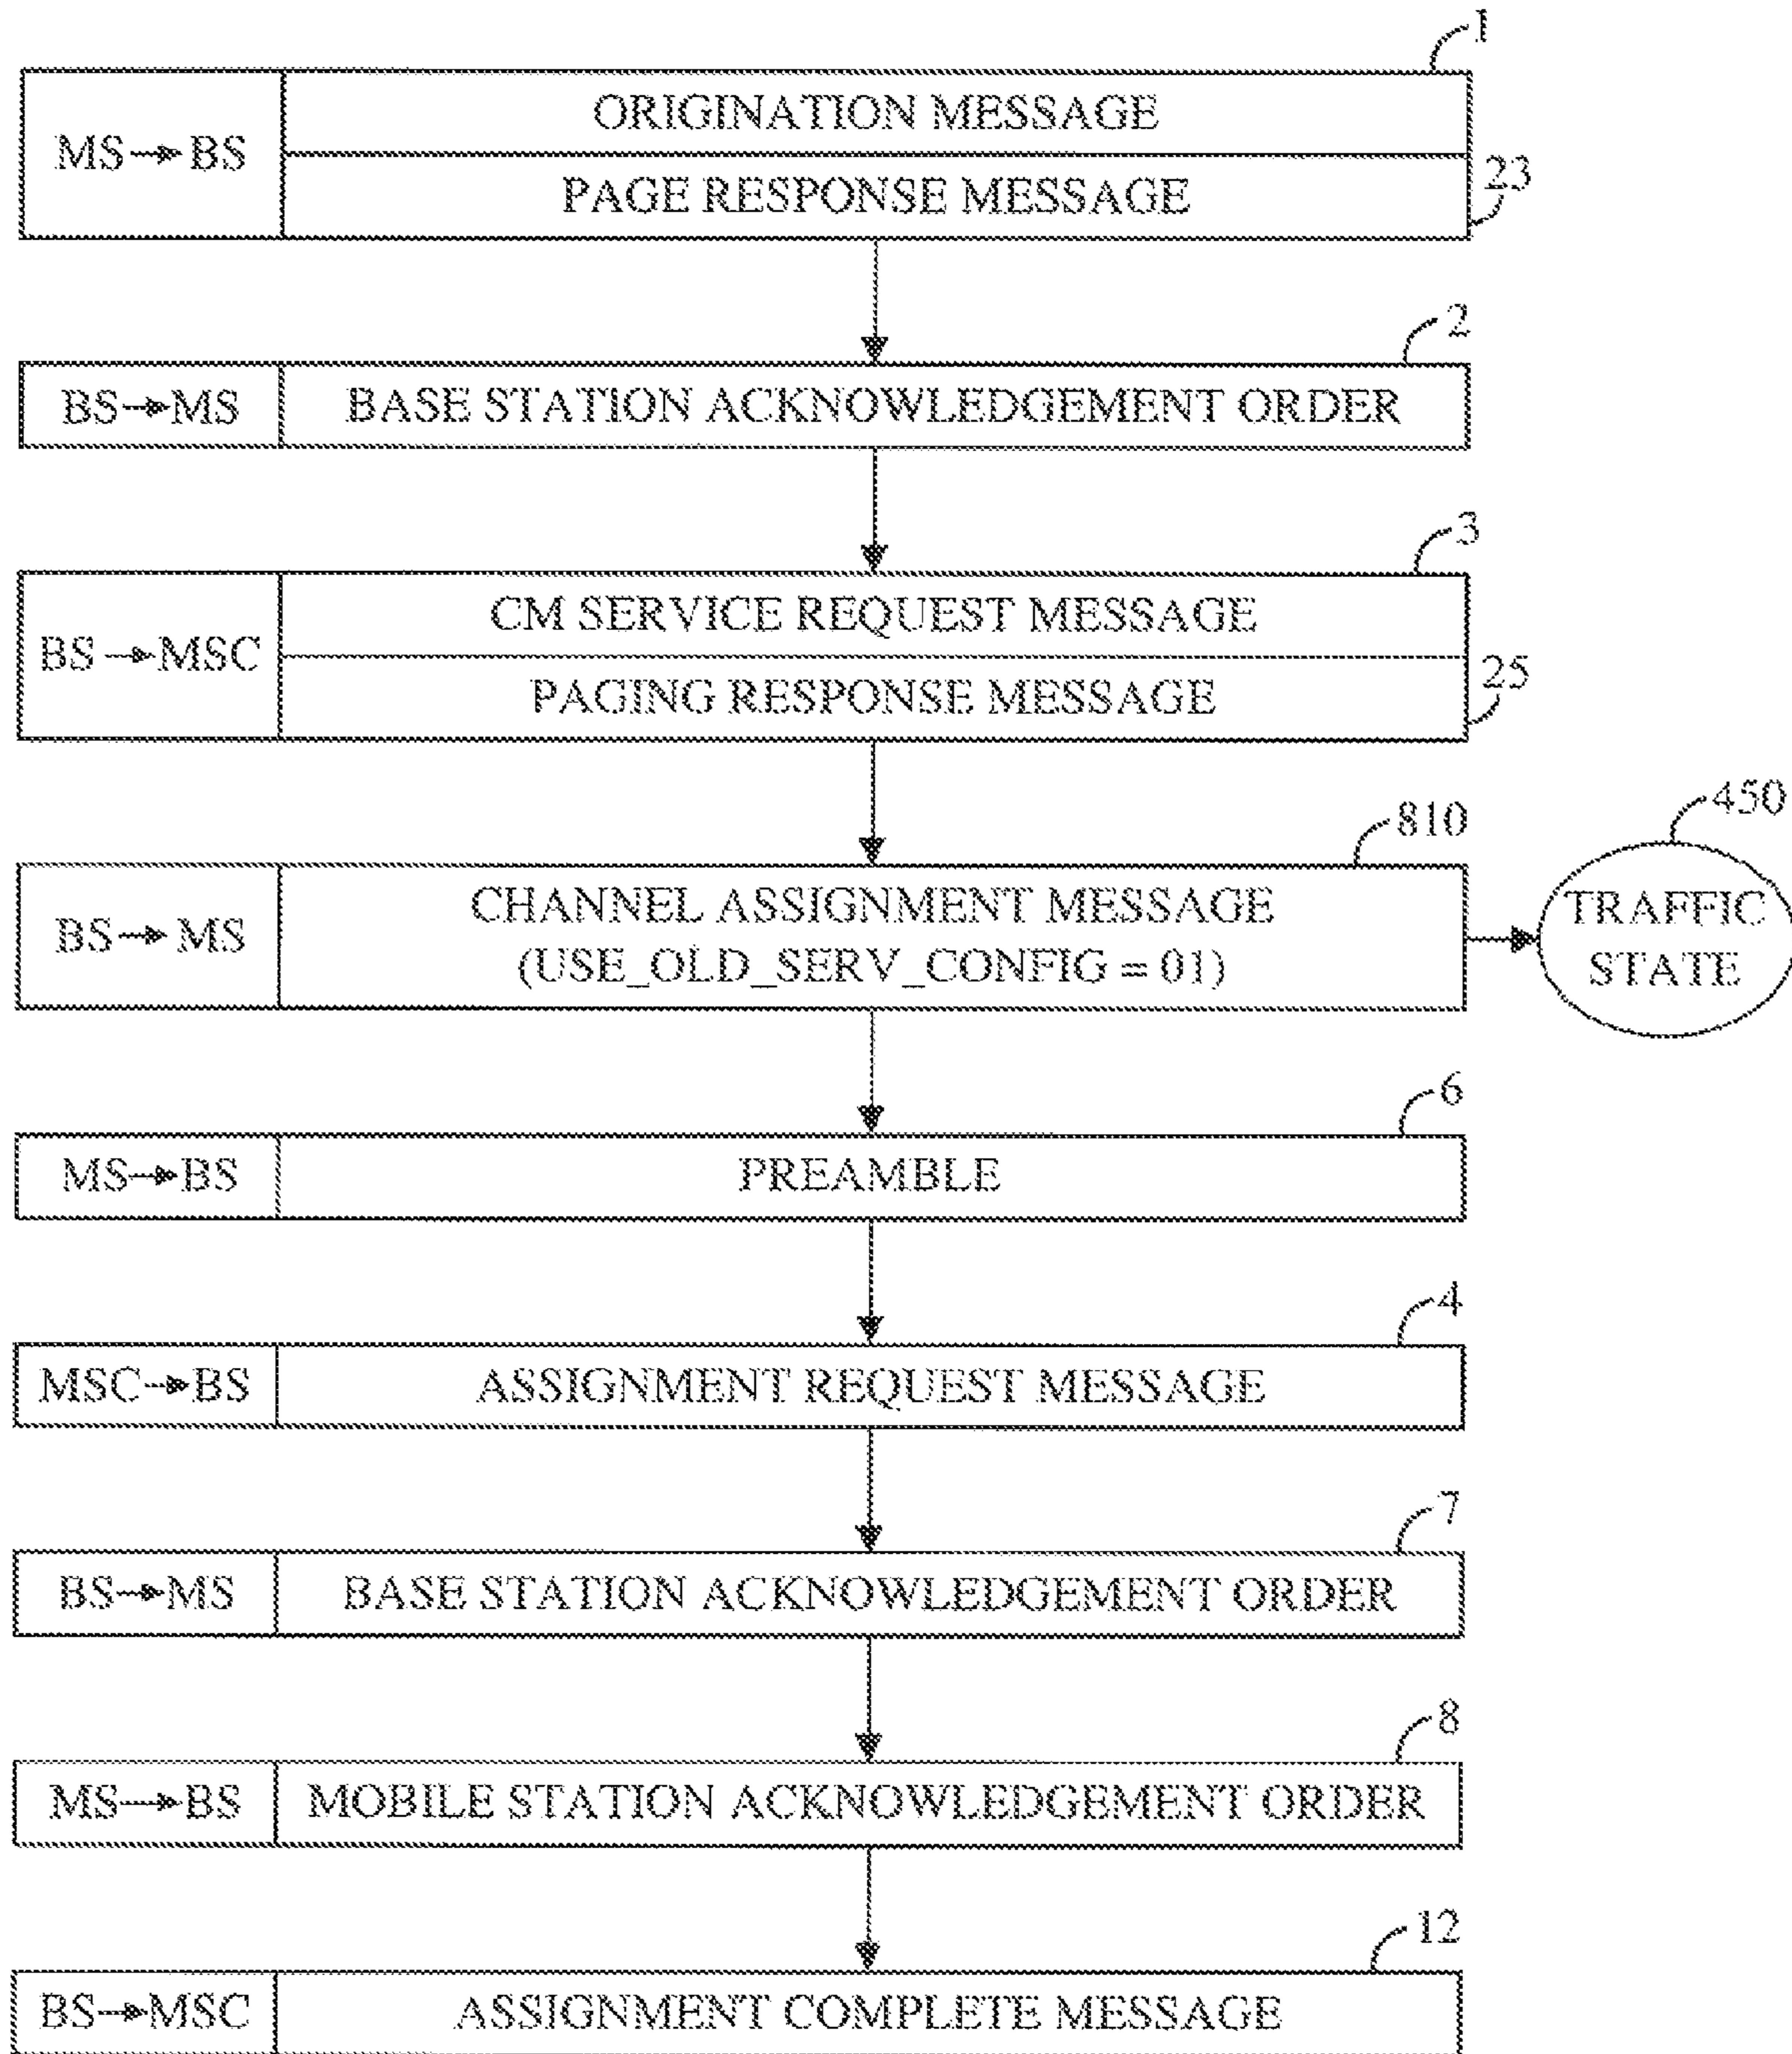 1
MS→BS
ORIGINATION MESSAGE
PAGE RESPONSE MESSAGE
23
2
BS→MS
BASE STATION ACKNOWLEDGEMENT ORDER
3
BS→MSC
CM SERVICE REQUEST MESSAGE
PAGING RESPONSE MESSAGE
25
810
450
BS→MS
CHANNEL ASSIGNMENT MESSAGE
(USE_OLD_SERV_CONFIG = 01)
TRAFFIC
STATE
6
MS→BS
PREAMBLE
4
MSC→BS
ASSIGNMENT REQUEST MESSAGE
7
BS→MS
BASE STATION ACKNOWLEDGEMENT ORDER
8
MS→BS
MOBILE STATION ACKNOWLEDGEMENT ORDER
12
BS→MSC
ASSIGNMENT COMPLETE MESSAGE